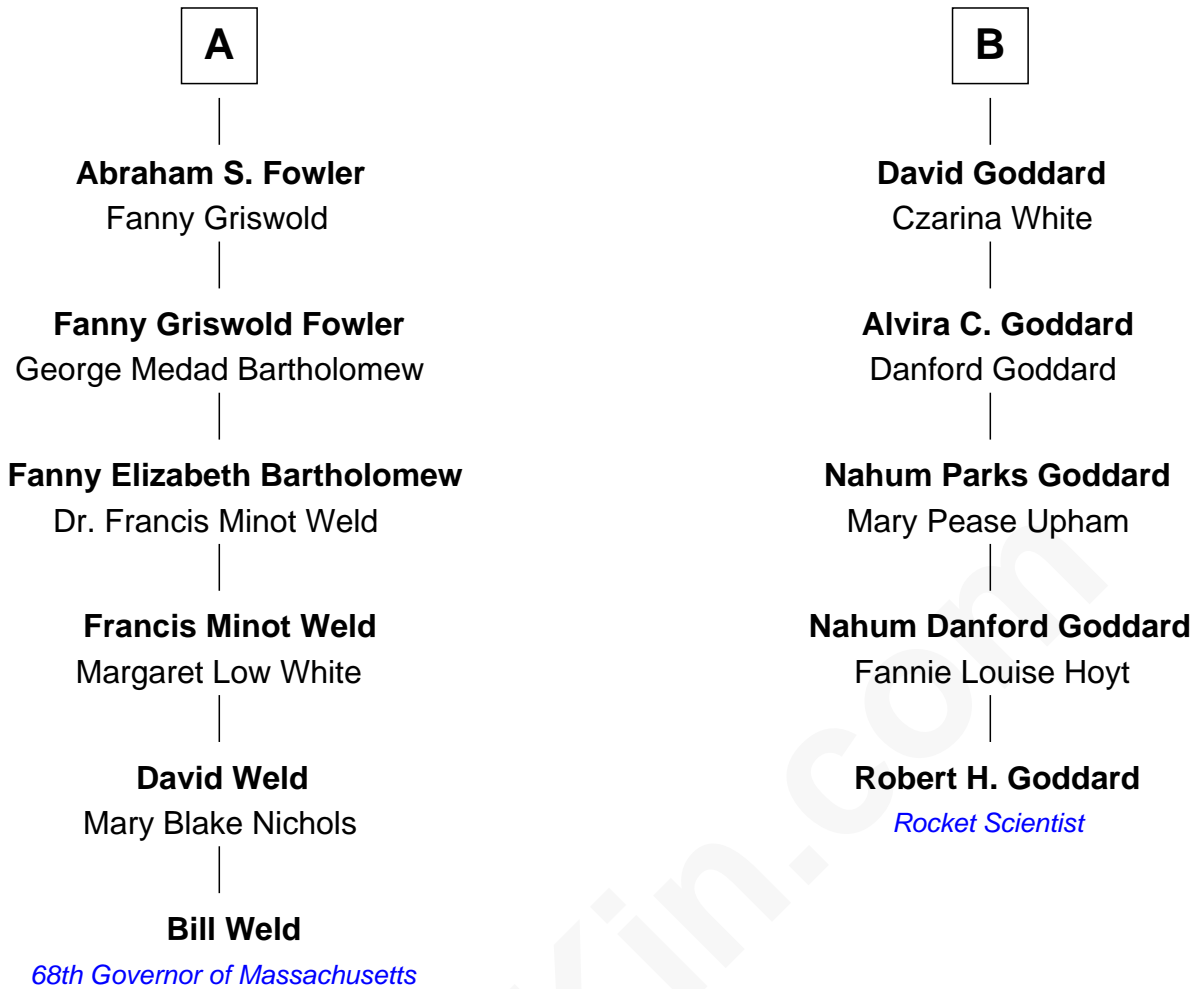 A
Abraham S. Fowler
Fanny Griswold
Fanny Griswold Fowler
George Medad Bartholomew
Fanny Elizabeth Bartholomew
Dr. Francis Minot Weld
Francis Minot Weld
Margaret Low White
David Weld
Mary Blake Nichols
Bill Weld
68th Governor of Massachusetts
B
David Goddard
Czarina White
Alvira C. Goddard
Danford Goddard
Nahum Parks Goddard
Mary Pease Upham
Nahum Danford Goddard
Fannie Louise Hoyt
Robert H. Goddard
Rocket Scientist
Kin.com